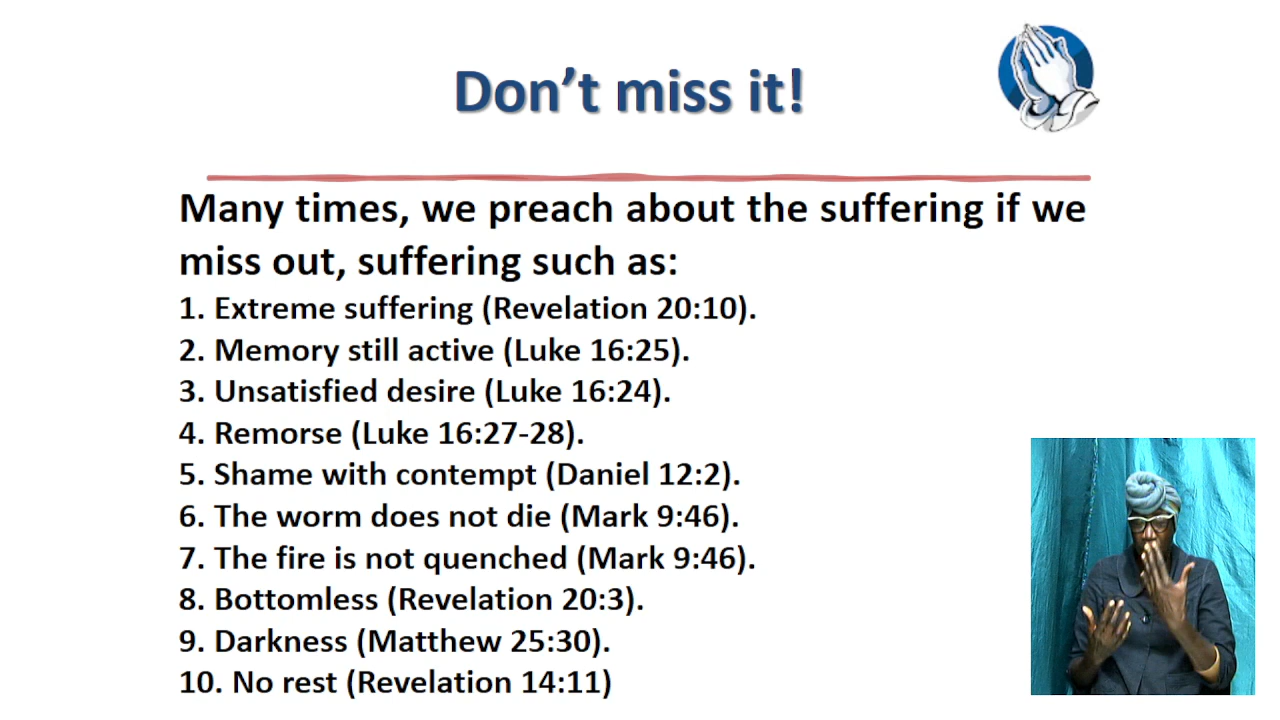 Don’t miss it!
Many times, we preach about the suffering if we
miss out, suffering such as:
1. Extreme suffering (Revelation 20:10).
2. Memory still active (Luke 16:25).
3. Unsatisfied desire (Luke 16:24).
4. Remorse (Luke 16:27-28).
5. Shame with contempt (Daniel 12:2).
6. The worm does not die (Mark 9:46).
7. The fire is not quenched (Mark 9:46).
8. Bottomless (Revelation 20:3).
9. Darkness (Matthew 25:30).
10. No rest (Revelation 14:11)